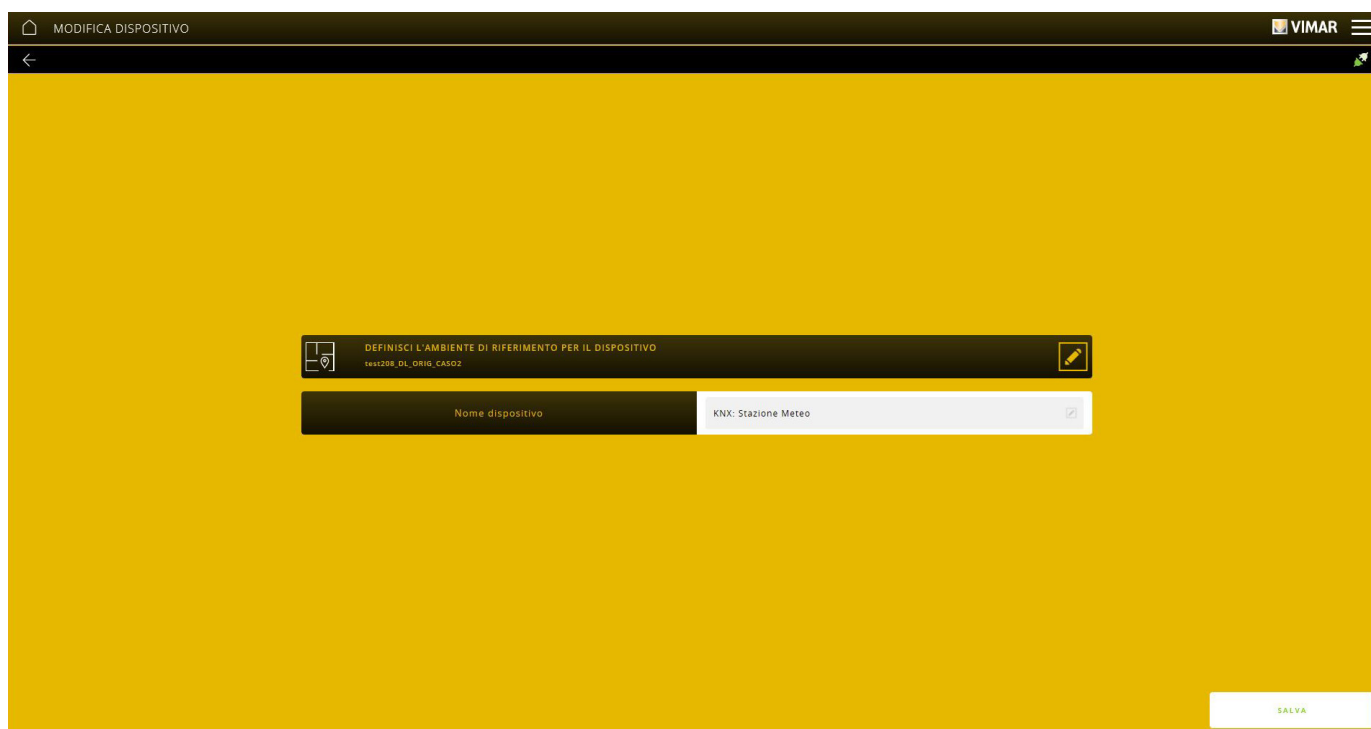 MODIFICA DISPOSITIVO
VIMAR
DEFINISCI L'AMBIENTE DI RIFERIMENTO PER IL DISPOSITIVO
test208_DL_ORIG_CASO2
Nome dispositivo
KNX: Stazione Meteo
SALVA